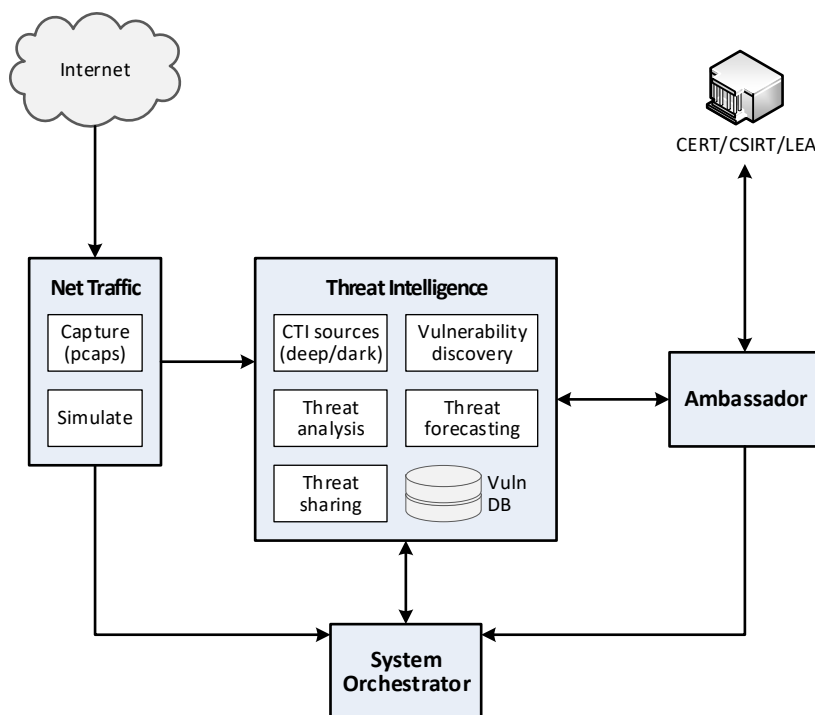 Internet
CERT/CSIRT/LEA
Net Traffic
Capture
(pcaps)
Simulate
Threat Intelligence
CTI sources
(deep/dark)
Vulnerability
discovery
Threat
analysis
Threat
forecasting
Threat
sharing
Vuln
DB
Ambassador
System
Orchestrator